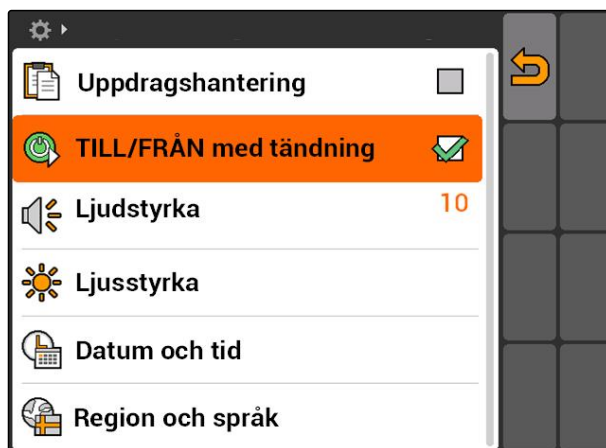 Uppdragshantering
TILL/FRÅN med tändning
Ljudstyrka 10
Ljusstyrka
Datum och tid
Region och språk